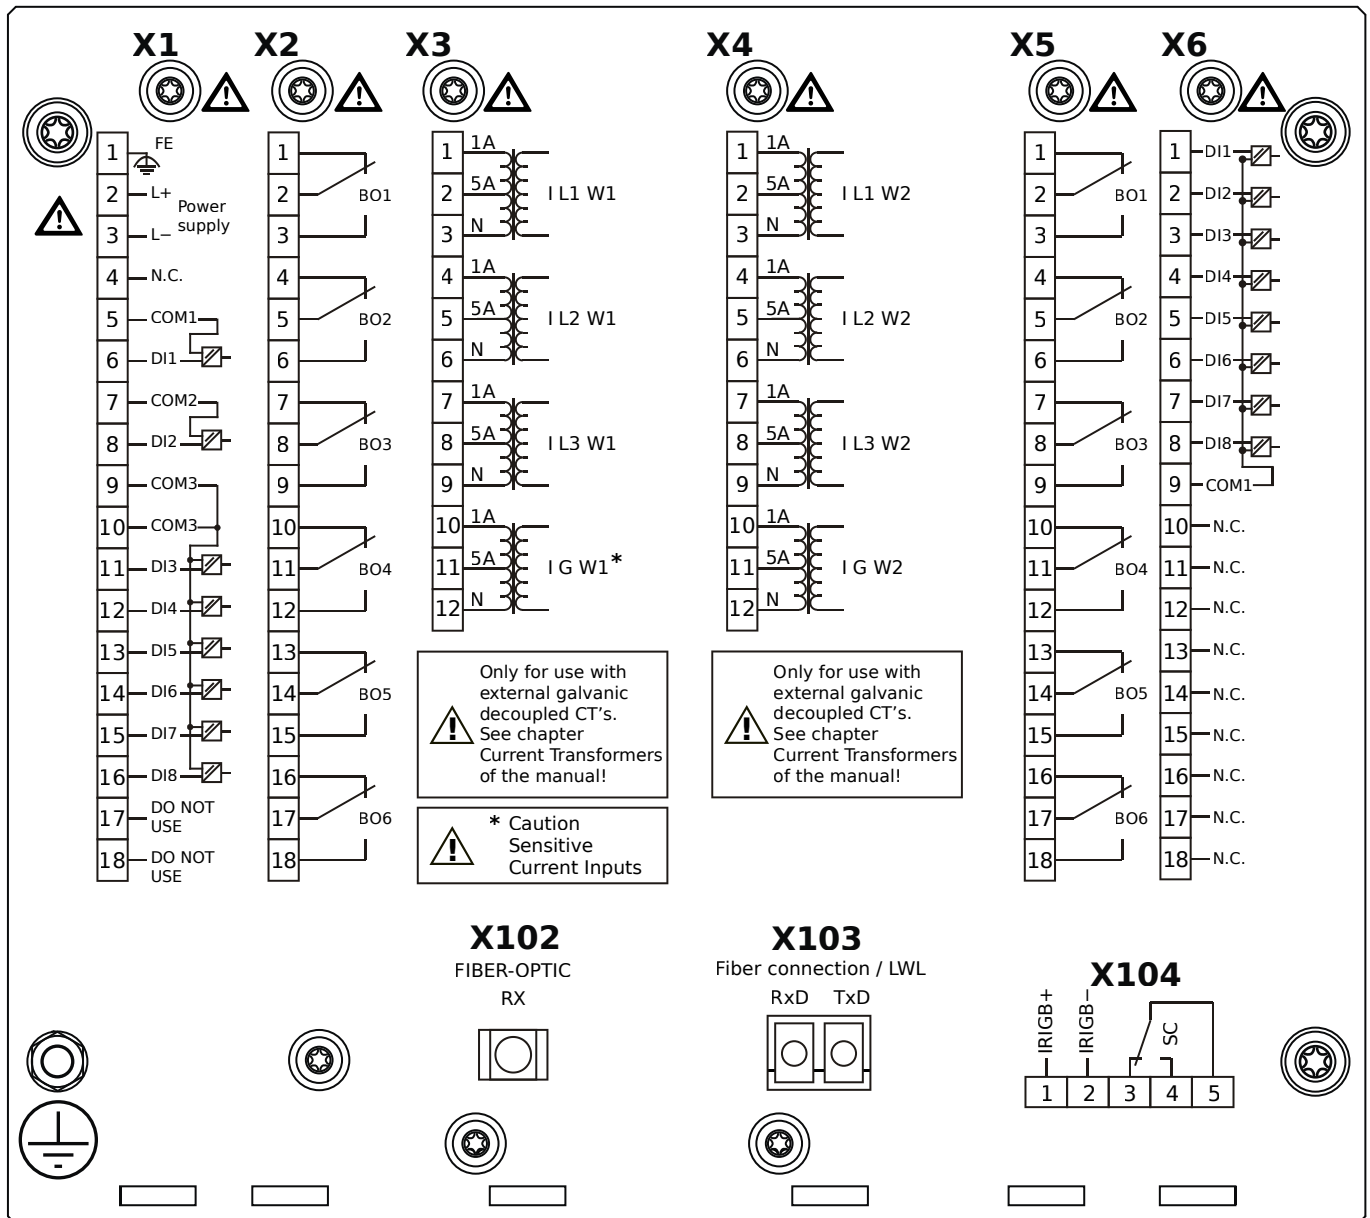 X1
X2
X3
X4
X5
X6
1 FE
2 L+
Power
supply
3 L−
4 N.C.
5 COM1
6 DI1
7 COM2
8 DI2
9 COM3
10 COM3
11 DI3
12 DI4
13 DI5
14 DI6
15 DI7
16 DI8
17 DO NOT
USE
18 DO NOT
USE
1
2 BO1
3
4
5 BO2
6
7
8 BO3
9
10
11 BO4
12
13
14 BO5
15
16
17 BO6
18
1 1A
2 5A I L1 W1
3 N
4 1A
5 5A I L2 W1
6 N
7 1A
8 5A I L3 W1
9 N
10 1A
11 5A I G W1*
12 N
Only for use with
external galvanic
decoupled CT's.
See chapter
Current Transformers
of the manual!
* Caution
Sensitive
Current Inputs
1 1A
2 5A I L1 W2
3 N
4 1A
5 5A I L2 W2
6 N
7 1A
8 5A I L3 W2
9 N
10 1A
11 5A I G W2
12 N
Only for use with
external galvanic
decoupled CT's.
See chapter
Current Transformers
of the manual!
1
2 BO1
3
4
5 BO2
6
7
8 BO3
9
10
11 BO4
12
13
14 BO5
15
16
17 BO6
18
1 DI1
2 DI2
3 DI3
4 DI4
5 DI5
6 DI6
7 DI7
8 DI8
9 COM1
10 N.C.
11 N.C.
12 N.C.
13 N.C.
14 N.C.
15 N.C.
16 N.C.
17 N.C.
18 N.C.
X102
FIBER-OPTIC
RX
X103
Fiber connection / LWL
RxD TxD
X104
IRIGB+
IRIGB−
SC
1 2 3 4 5